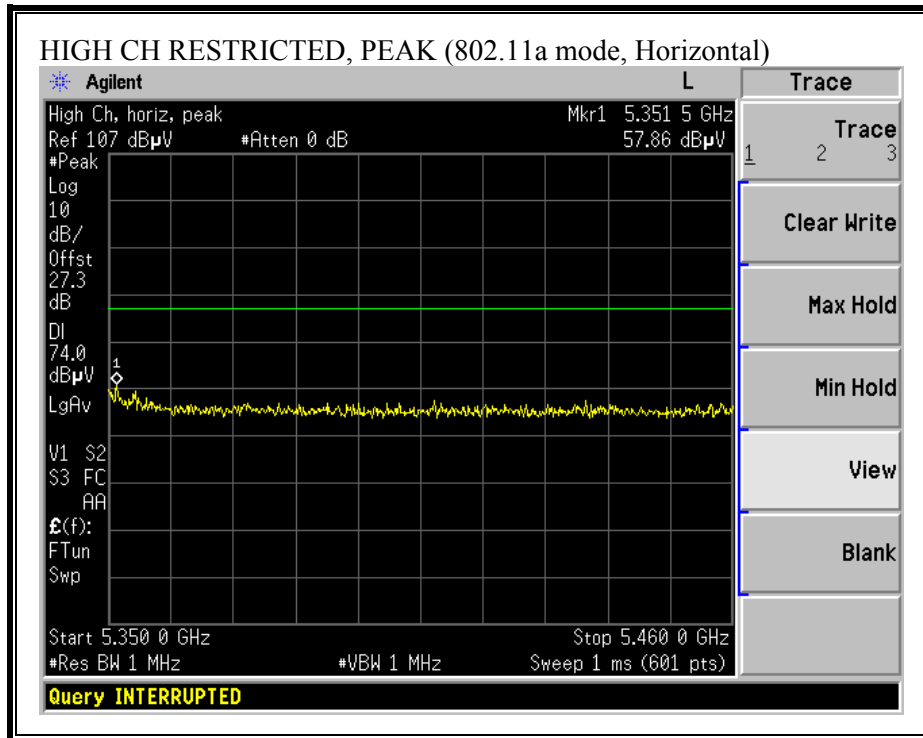 HIGH CH RESTRICTED, PEAK (802.11a mode, Horizontal)
Agilent L Trace
High Ch, horiz, peak Mkr1 5.351 5 GHz
Ref 107 dBµV #Atten 0 dB 57.86 dBµV
#Peak
Log
10
dB/
Offst
27.3
dB
DI
74.0
dBµV
LgAv
V1 S2
S3 FC
AA
£(f):
FTun
Swp
1
Start 5.350 0 GHz Stop 5.460 0 GHz
#Res BW 1 MHz #VBW 1 MHz Sweep 1 ms (601 pts)
Query INTERRUPTED
Trace
1 2 3
Clear Write
Max Hold
Min Hold
View
Blank